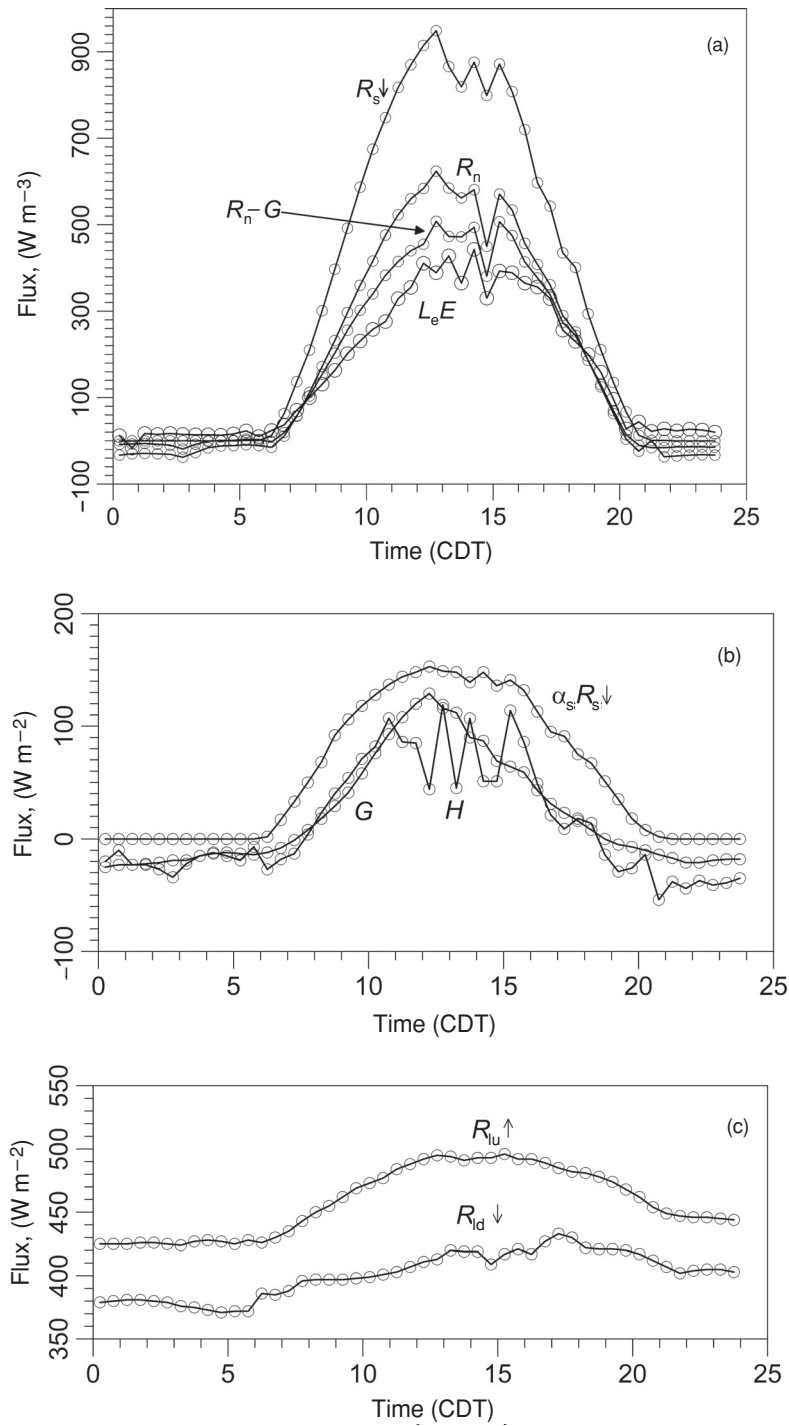 (a)
900
700
500
300
100
−100
Flux, (W m−3)
Rs↓
Rn
Rn−G
LeE
0 5 10 15 20 25
Time (CDT)
(b)
200
100
0
−100
Flux, (W m−2)
αsRs↓
G H
0 5 10 15 20 25
Time (CDT)
(c)
550
500
450
400
350
Flux, (W m−2)
Rlu↑
Rld↓
0 5 10 15 20 25
Time (CDT)